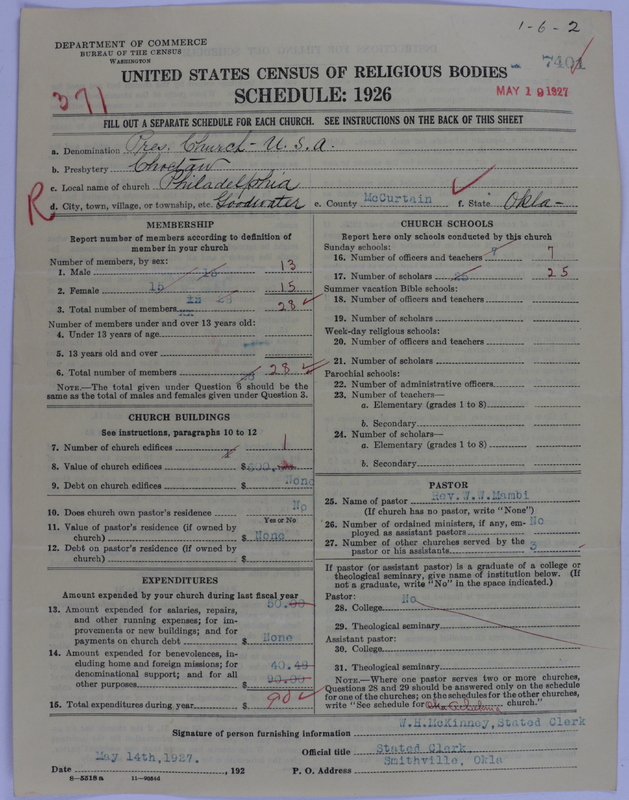 1-6-2
DEPARTMENT OF COMMERCE
BUREAU OF THE CENSUS
WASHINGTON
7401
UNITED STATES CENSUS OF RELIGIOUS BODIES
371
SCHEDULE: 1926
MAY 19 1927
FILL OUT A SEPARATE SCHEDULE FOR EACH CHURCH. SEE INSTRUCTIONS ON THE BACK OF THIS SHEET
a. Denomination Pres. Church - U.S.A.
b. Presbytery Choctaw
c. Local name of church Philadelphia
R d. City, town, village, or township, etc. Goodwater e. County McCurtain f. State Okla-
MEMBERSHIP
Report number of members according to definition of member in your church
Number of members, by sex:
1. Male 13
2. Female 15 15
3. Total number of members 28
Number of members under and over 13 years old:
4. Under 13 years of age
5. 13 years old and over
6. Total number of members 28
NOTE.—The total given under Question 6 should be the
same as the total of males and females given under Question 3.
CHURCH BUILDINGS
See instructions, paragraphs 10 to 12
7. Number of church edifices 1 1
8. Value of church edifices $600.
9. Debt on church edifices $ None
10. Does church own pastor's residence No
Yes or No
11. Value of pastor's residence (if owned by
church) $ None
12. Debt on pastor's residence (if owned by
church) $
EXPENDITURES
Amount expended by your church during last fiscal year
50.00
13. Amount expended for salaries, repairs,
and other running expenses; for im-
provements or new buildings; and for
payments on church debt $ None
14. Amount expended for benevolences, in-
cluding home and foreign missions; for
denominational support; and for all
other purposes $
40.40
90.00
15. Total expenditures during year $ 90
CHURCH SCHOOLS
Report here only schools conducted by this church
Sunday schools:
16. Number of officers and teachers 7 7
17. Number of scholars 25 25
Summer vacation Bible schools:
18. Number of officers and teachers
19. Number of scholars
Week-day religious schools:
20. Number of officers and teachers
21. Number of scholars
Parochial schools:
22. Number of administrative officers
23. Number of teachers—
a. Elementary (grades 1 to 8)
b. Secondary
24. Number of scholars—
a. Elementary (grades 1 to 8)
b. Secondary
PASTOR
25. Name of pastor Rev. W.W.Mambi
(If church has no pastor, write "None")
26. Number of ordained ministers, if any, em-
ployed as assistant pastors No
27. Number of other churches served by the
pastor or his assistants 3
If pastor (or assistant pastor) is a graduate of a college or
theological seminary, give name of institution below. (If
not a graduate, write "No" in the space indicated.)
Pastor:
28. College No
29. Theological seminary
Assistant pastor:
30. College
31. Theological seminary
NOTE.—Where one pastor serves two or more churches,
Questions 28 and 29 should be answered only on the schedule
for one of the churches; on the schedules for the other churches,
write "See schedule for church."
W.H.McKinney, Stated Clerk
Signature of person furnishing information
Official title Stated Clerk
Smithville, Okla
May 14th, 1927.
Date , 192 P. O. Address
8—5518a 11—90566